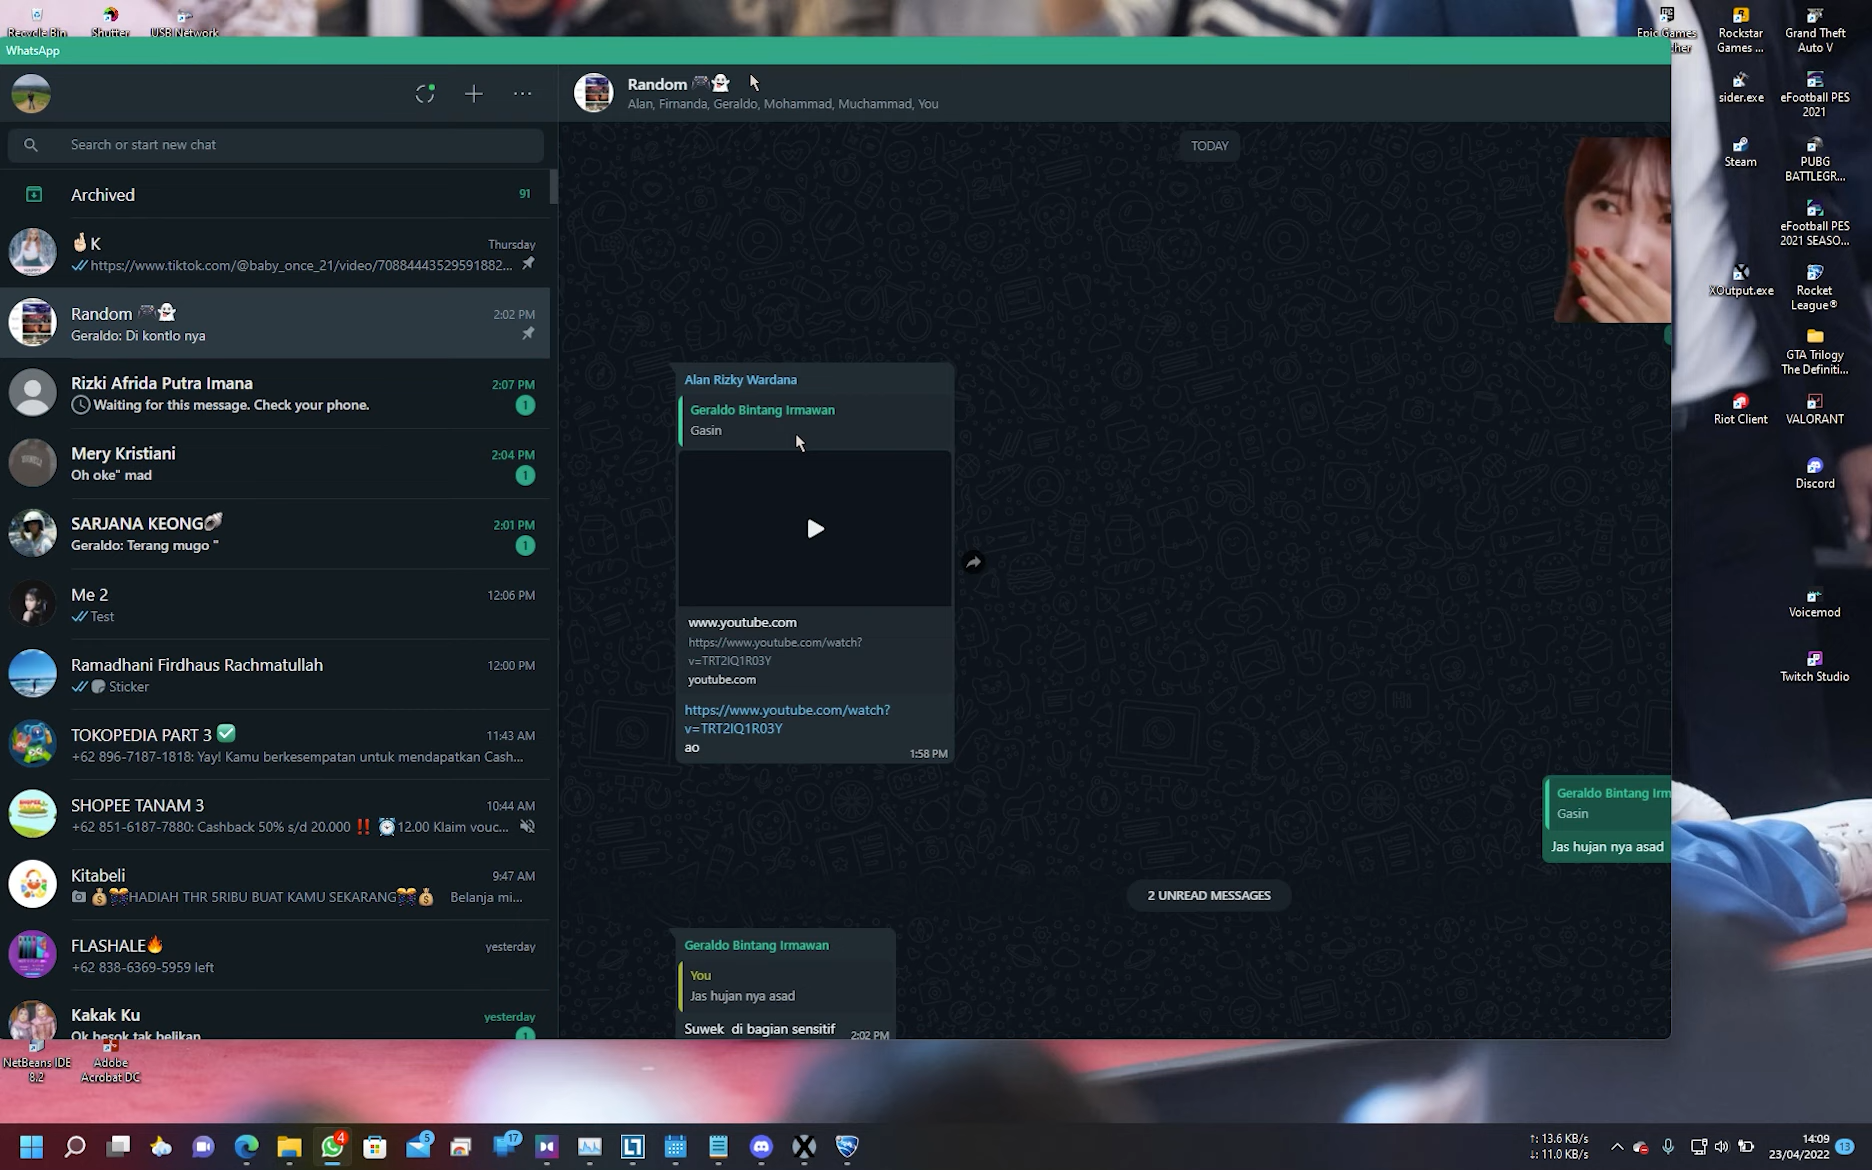 Recycle Bin
Shutter
USB Network
Epic Games
cher
Rockstar
Games ...
Grand Theft
Auto V
WhatsApp
Random 🎮👻
Alan, Firnanda, Geraldo, Mohammad, Muchammad, You
sider.exe
eFootball PES
2021
Search or start new chat
TODAY
Steam
PUBG
BATTLEGR...
Archived
91
eFootball PES
2021 SEASO...
🤞🏻K
Thursday
https://www.tiktok.com/@baby_once_21/video/70884443529591882...
XOutput.exe
Rocket
League®
Random 🎮👻
2:02 PM
Geraldo: Di kontlo nya
GTA Trilogy
The Definiti...
Rizki Afrida Putra Imana
2:07 PM
Waiting for this message. Check your phone.
1
Alan Rizky Wardana
Geraldo Bintang Irmawan
Gasin
Riot Client
VALORANT
Mery Kristiani
2:04 PM
Oh oke" mad
1
Discord
SARJANA KEONG🐚
2:01 PM
Geraldo: Terang mugo "
1
Me 2
12:06 PM
Test
Voicemod
www.youtube.com
https://www.youtube.com/watch?
v=TRT2IQ1R03Y
youtube.com
Ramadhani Firdhaus Rachmatullah
12:00 PM
Sticker
Twitch Studio
https://www.youtube.com/watch?
v=TRT2IQ1R03Y
ao
1:58 PM
TOKOPEDIA PART 3 ✅
11:43 AM
+62 896-7187-1818: Yay! Kamu berkesempatan untuk mendapatkan Cash...
SHOPEE TANAM 3
10:44 AM
+62 851-6187-7880: Cashback 50% s/d 20.000 ‼️ ⏰12.00 Klaim vouc...
Geraldo Bintang Irm
Gasin
Jas hujan nya asad
Kitabeli
9:47 AM
💰🎊HADIAH THR 5RIBU BUAT KAMU SEKARANG🎊💰 Belanja mi...
2 UNREAD MESSAGES
FLASHALE🔥
yesterday
+62 838-6369-5959 left
Geraldo Bintang Irmawan
You
Jas hujan nya asad
Suwek di bagian sensitif
2:02 PM
Kakak Ku
yesterday
Ok besok tak belikan
1
NetBeans IDE
8.2
Adobe
Acrobat DC
4
5
17
↑: 13.6 KB/s
↓: 11.0 KB/s
14:09
23/04/2022
13